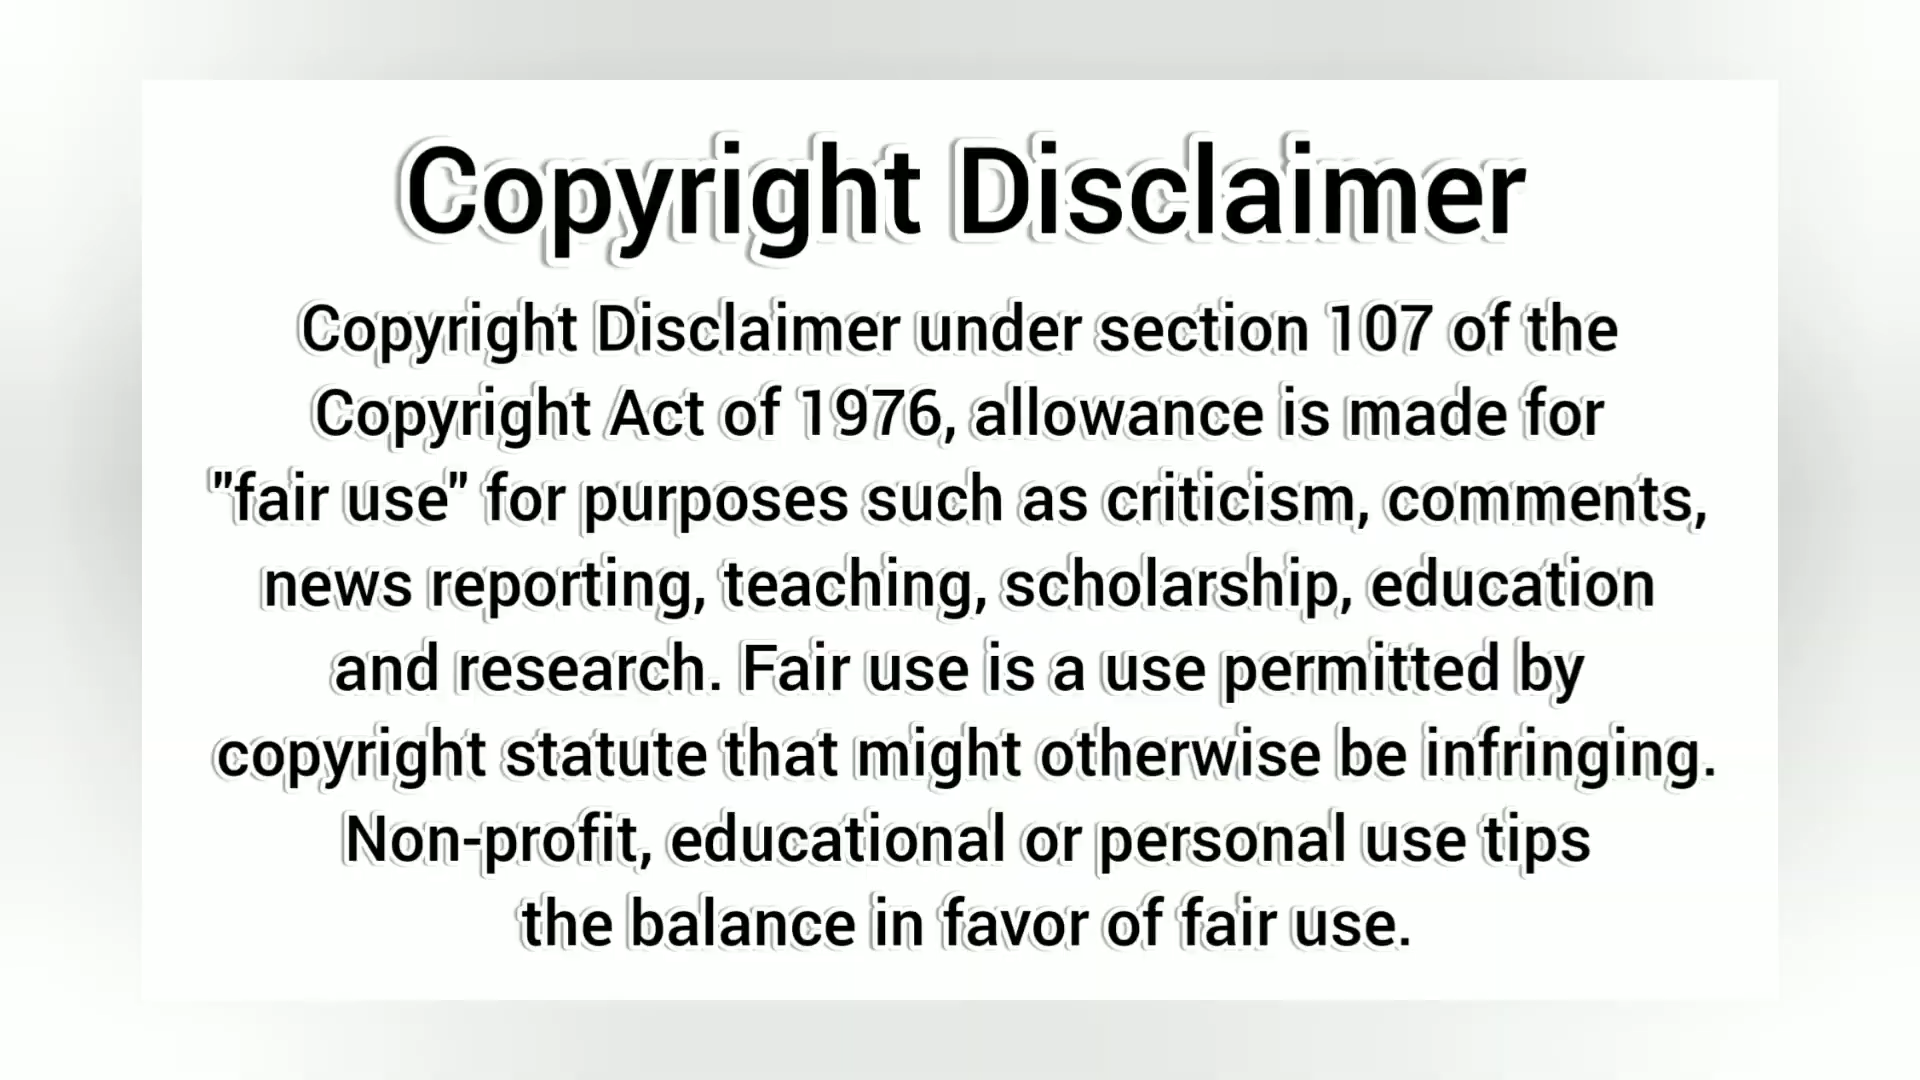 Copyright Disclaimer
Copyright Disclaimer under section 107 of the
Copyright Act of 1976, allowance is made for
"fair use" for purposes such as criticism, comments,
news reporting, teaching, scholarship, education
and research. Fair use is a use permitted by
copyright statute that might otherwise be infringing.
Non-profit, educational or personal use tips
the balance in favor of fair use.